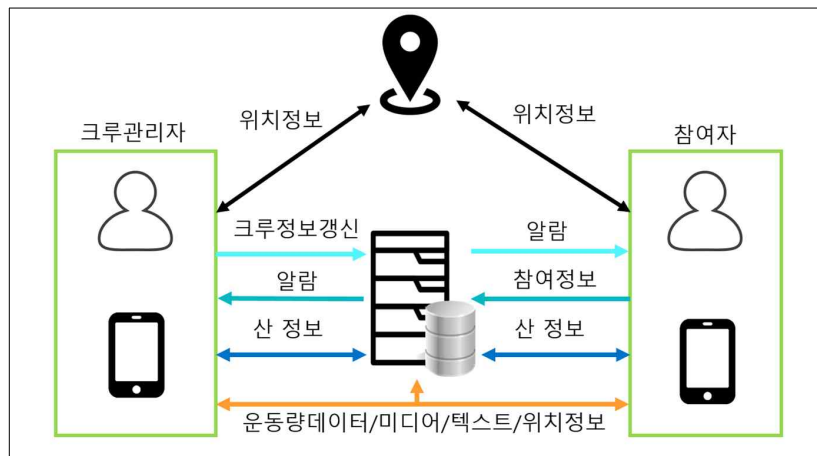 위치정보
위치정보
크루관리자
참여자
크루정보갱신
알람
알람
참여정보
산 정보
산 정보
운동량데이터/미디어/텍스트/위치정보